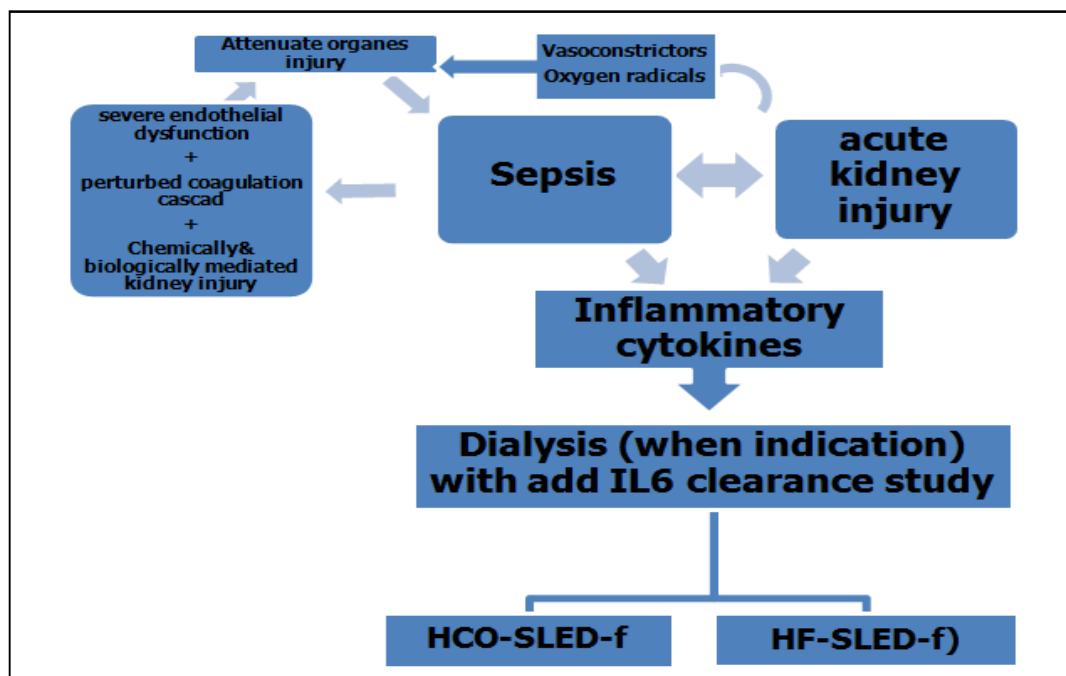 Attenuate organes
injury
Vasoconstrictors
Oxygen radicals
severe endothelial
dysfunction
+
perturbed coagulation
cascad
+
Chemically&
biologically mediated
kidney injury
Sepsis
acute
kidney
injury
Inflammatory
cytokines
Dialysis (when indication)
with add IL6 clearance study
HCO-SLED-f
HF-SLED-f)